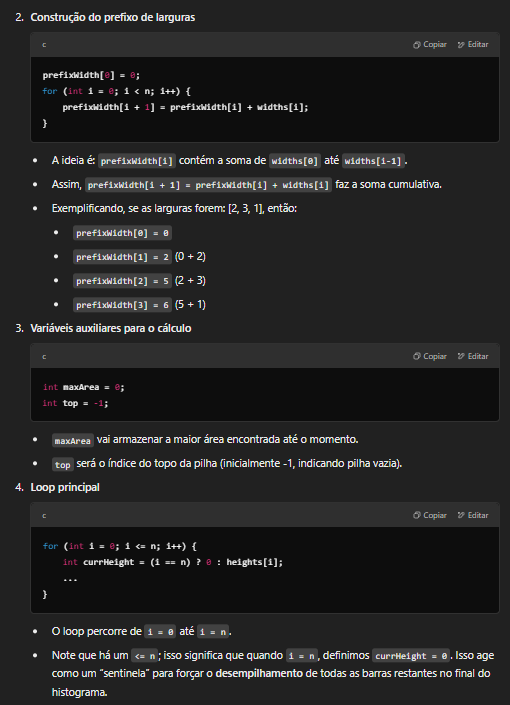 2. Construção do prefixo de larguras
c
Copiar
Editar
prefixWidth[0] = 0;
for (int i = 0; i < n; i++) {
    prefixWidth[i + 1] = prefixWidth[i] + widths[i];
}
• A ideia é: prefixWidth[i] contém a soma de widths[0] até widths[i-1].
• Assim, prefixWidth[i + 1] = prefixWidth[i] + widths[i] faz a soma cumulativa.
• Exemplificando, se as larguras forem: [2, 3, 1], então:
• prefixWidth[0] = 0
• prefixWidth[1] = 2 (0 + 2)
• prefixWidth[2] = 5 (2 + 3)
• prefixWidth[3] = 6 (5 + 1)
3. Variáveis auxiliares para o cálculo
c
Copiar
Editar
int maxArea = 0;
int top = -1;
• maxArea vai armazenar a maior área encontrada até o momento.
• top será o índice do topo da pilha (inicialmente -1, indicando pilha vazia).
4. Loop principal
c
Copiar
Editar
for (int i = 0; i <= n; i++) {
    int currHeight = (i == n) ? 0 : heights[i];
    ...
}
• O loop percorre de i = 0 até i = n.
• Note que há um <= n; isso significa que quando i = n, definimos currHeight = 0. Isso age
como um "sentinela" para forçar o desempilhamento de todas as barras restantes no final do
histograma.